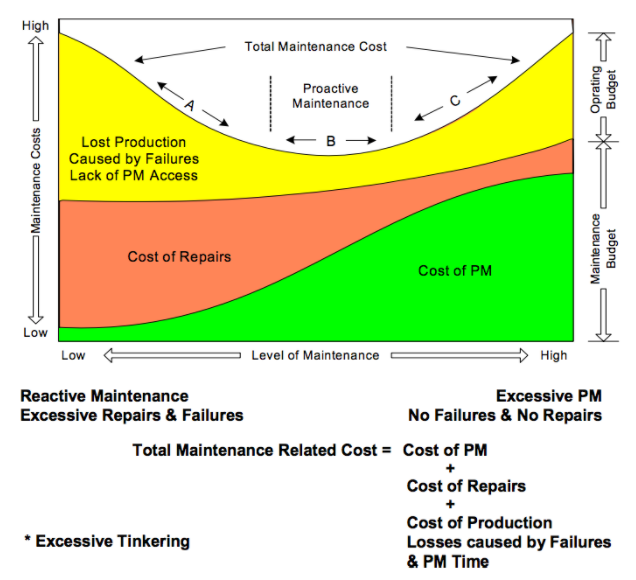 High
Total Maintenance Cost
Proactive
Maintenance
A
B
C
Lost Production
Caused by Failures
Lack of PM Access
Cost of Repairs
Cost of PM
Maintenance Costs
Oprating
Budget
Maintenance
Budget
Low
Low
Level of Maintenance
High
Reactive Maintenance
Excessive Repairs & Failures
Excessive PM
No Failures & No Repairs
Total Maintenance Related Cost = Cost of PM
+
Cost of Repairs
+
Cost of Production
Losses caused by Failures
& PM Time
* Excessive Tinkering